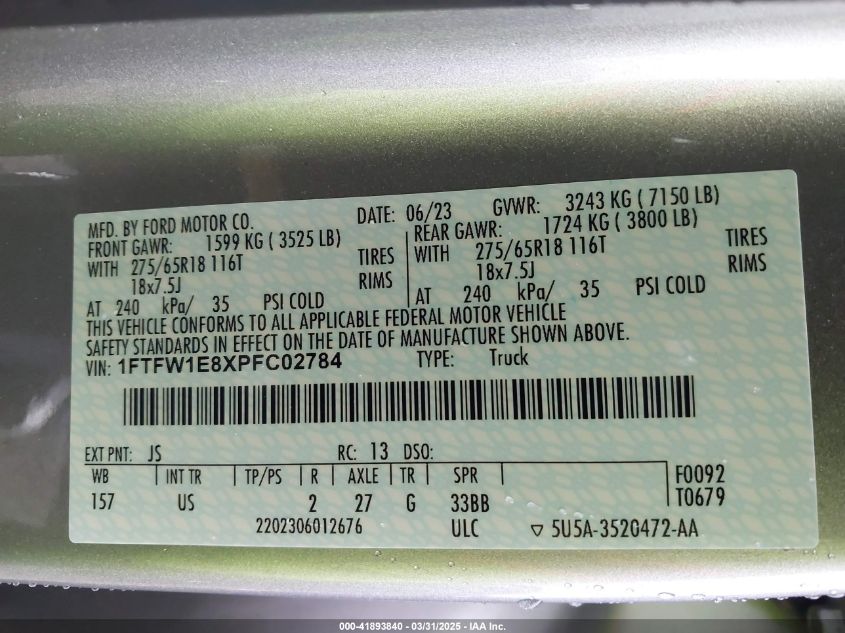 MFD. BY FORD MOTOR CO. DATE: 06/23 GVWR: 3243 KG ( 7150 LB)
FRONT GAWR: 1599 KG ( 3525 LB) REAR GAWR: 1724 KG ( 3800 LB)
WITH 275/65R18 116T TIRES WITH 275/65R18 116T TIRES
18x7.5J RIMS 18x7.5J RIMS
AT 240 kPa/ 35 PSI COLD AT 240 kPa/ 35 PSI COLD
THIS VEHICLE CONFORMS TO ALL APPLICABLE FEDERAL MOTOR VEHICLE
SAFETY STANDARDS IN EFFECT ON THE DATE OF MANUFACTURE SHOWN ABOVE.
VIN: 1FTFW1E8XPFC02784 TYPE: Truck
EXT PNT: JS RC: 13 DSO:
WB INT TR TP/PS R AXLE TR SPR F0092
157 US 2 27 G 33BB T0679
2202306012676 ULC ▽ 5U5A-3520472-AA
000-41893840 - 03/31/2025 - IAA Inc.